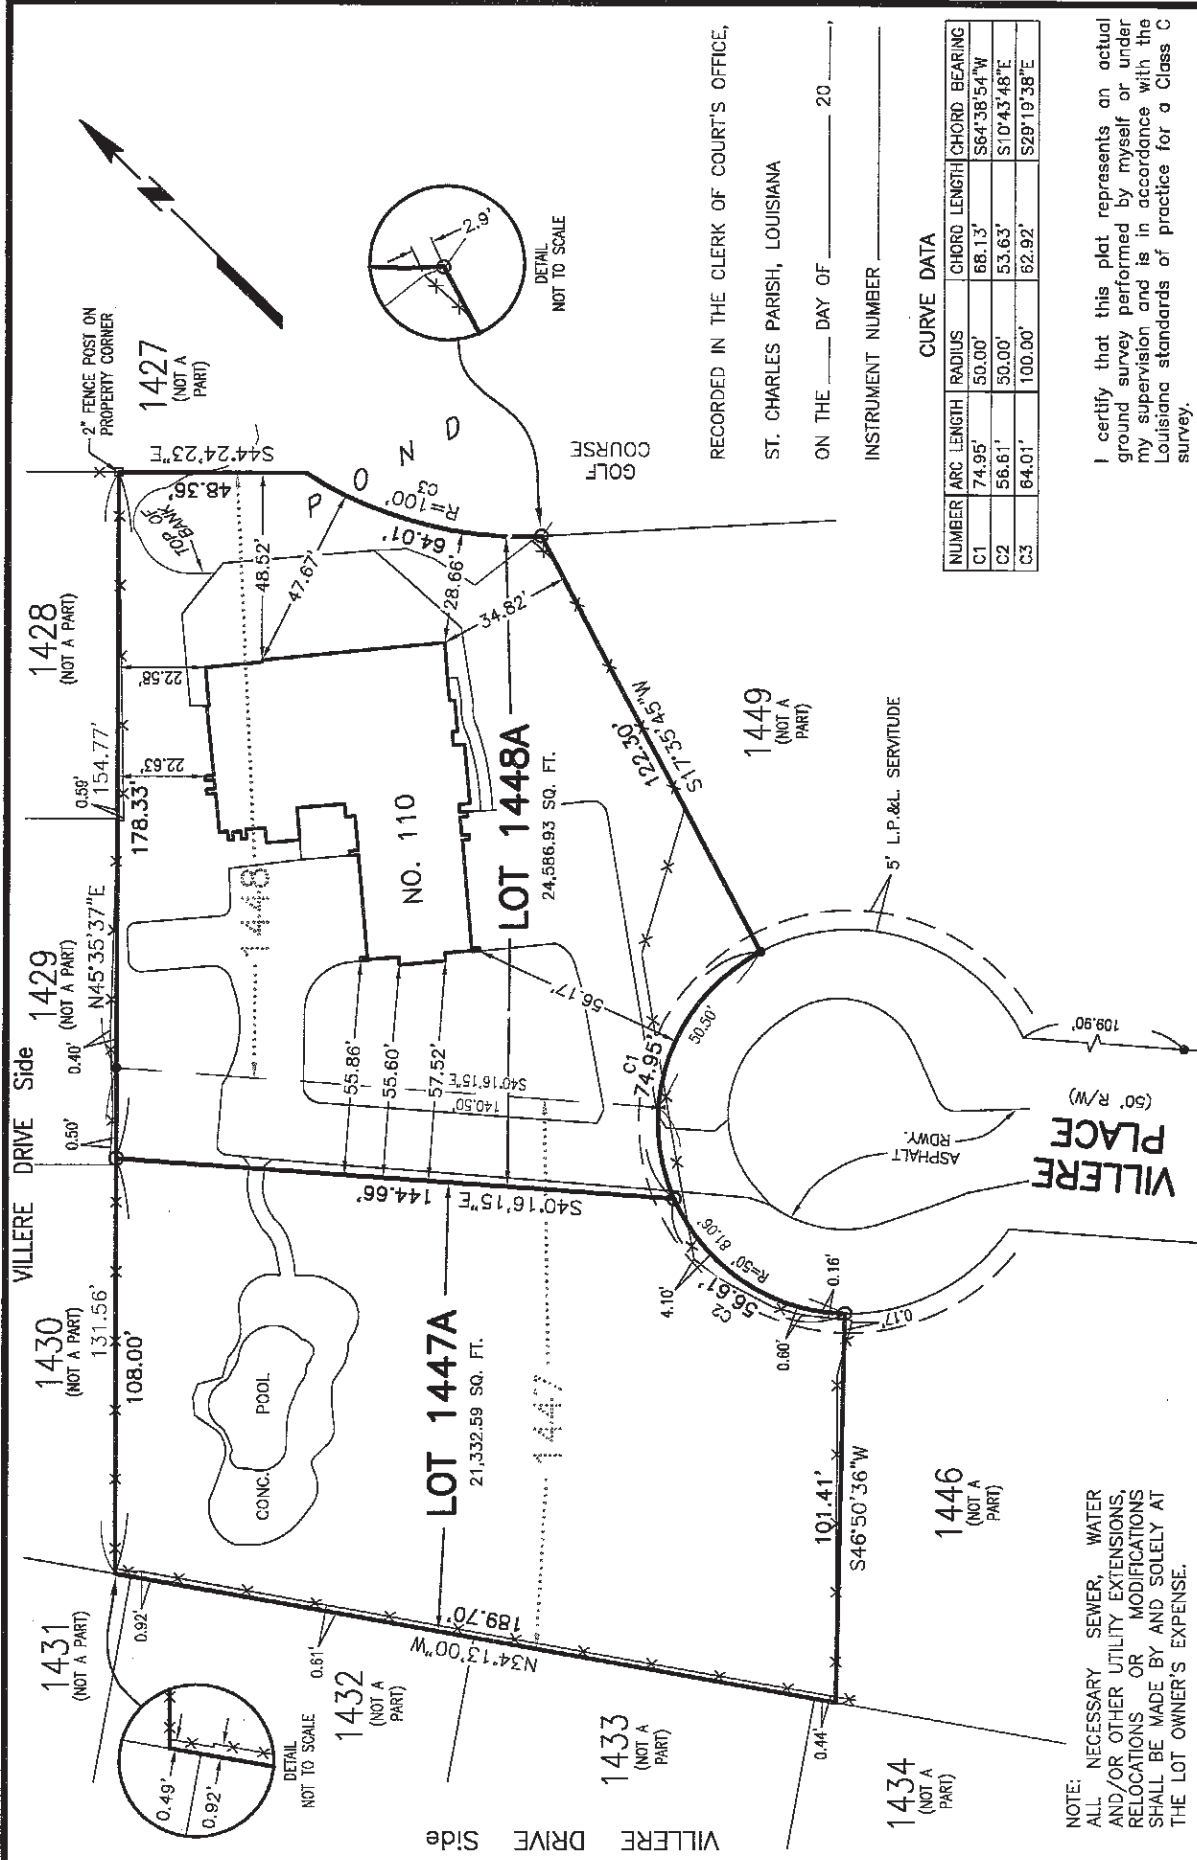 VILLERE DRIVE Side
1431
(NOT A PART)
1430
(NOT A PART)
131.56'
108.00'
1429
(NOT A PART)
N45°35'37"E
0.40'
0.50'
1428
(NOT A PART)
0.59'
154.77'
178.33'
2" FENCE POST ON
PROPERTY CORNER
1427
(NOT A
PART)
N
S44°24'23"E
48.36'
TOP OF
BANK
POND
C3
R=100'
64.01'
GOLF
COURSE
2.9'
DETAIL
NOT TO SCALE
22.58'
22.63'
48.52'
47.67'
28.66'
34.82'
NO. 110
1448
LOT 1448A
24,586.93 SQ. FT.
122.30'
S17°35'45"W
1449
(NOT A
PART)
5' L.P.&L. SERVITUDE
55.86'
55.60'
57.52'
56.17'
S40°16'15"E
140.50'
C1
74.95'
50.50'
144.66'
S40°16'15"E
POOL
CONC.
LOT 1447A
21,332.59 SQ. FT.
1447
4.10'
R=50'
81.06'
C2
56.61'
0.60'
0.16'
0.17'
ASPHALT
RDWY.
109.90'
VILLERE
PLACE
(50' R/W)
101.41'
S46°50'36"W
1446
(NOT A
PART)
0.92'
0.61'
189.70'
N34°13'00"W
0.44'
0.49'
0.92'
DETAIL
NOT TO SCALE
1432
(NOT A
PART)
1433
(NOT A
PART)
1434
(NOT A
PART)
VILLERE DRIVE Side
NOTE:
ALL NECESSARY SEWER, WATER
AND/OR OTHER UTILITY EXTENSIONS,
RELOCATIONS OR MODIFICATIONS
SHALL BE MADE BY AND SOLELY AT
THE LOT OWNER'S EXPENSE.
RECORDED IN THE CLERK OF COURT'S OFFICE,
ST. CHARLES PARISH, LOUISIANA
ON THE ____ DAY OF ____ 20 ____,
INSTRUMENT NUMBER ____
CURVE DATA
NUMBER ARC LENGTH RADIUS CHORD LENGTH CHORD BEARING
C1 74.95' 50.00' 68.13' S64°38'54"W
C2 56.61' 50.00' 53.63' S10°43'48"E
C3 64.01' 100.00' 62.92' S29°19'38"E
I certify that this plat represents an actual
ground survey performed by myself or under
my supervision and is in accordance with the
Louisiana standards of practice for a Class C
survey.